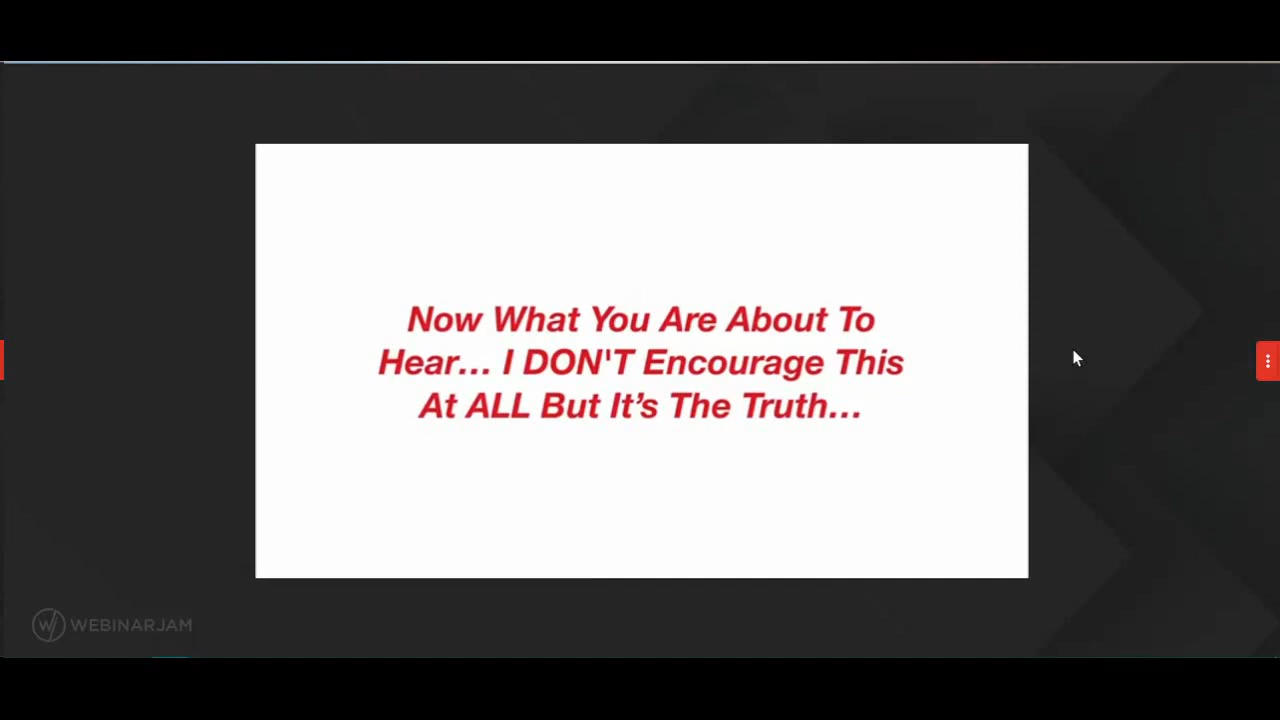 Now What You Are About To
Hear... I DON'T Encourage This
At ALL But It’s The Truth...
WEBINARJAM